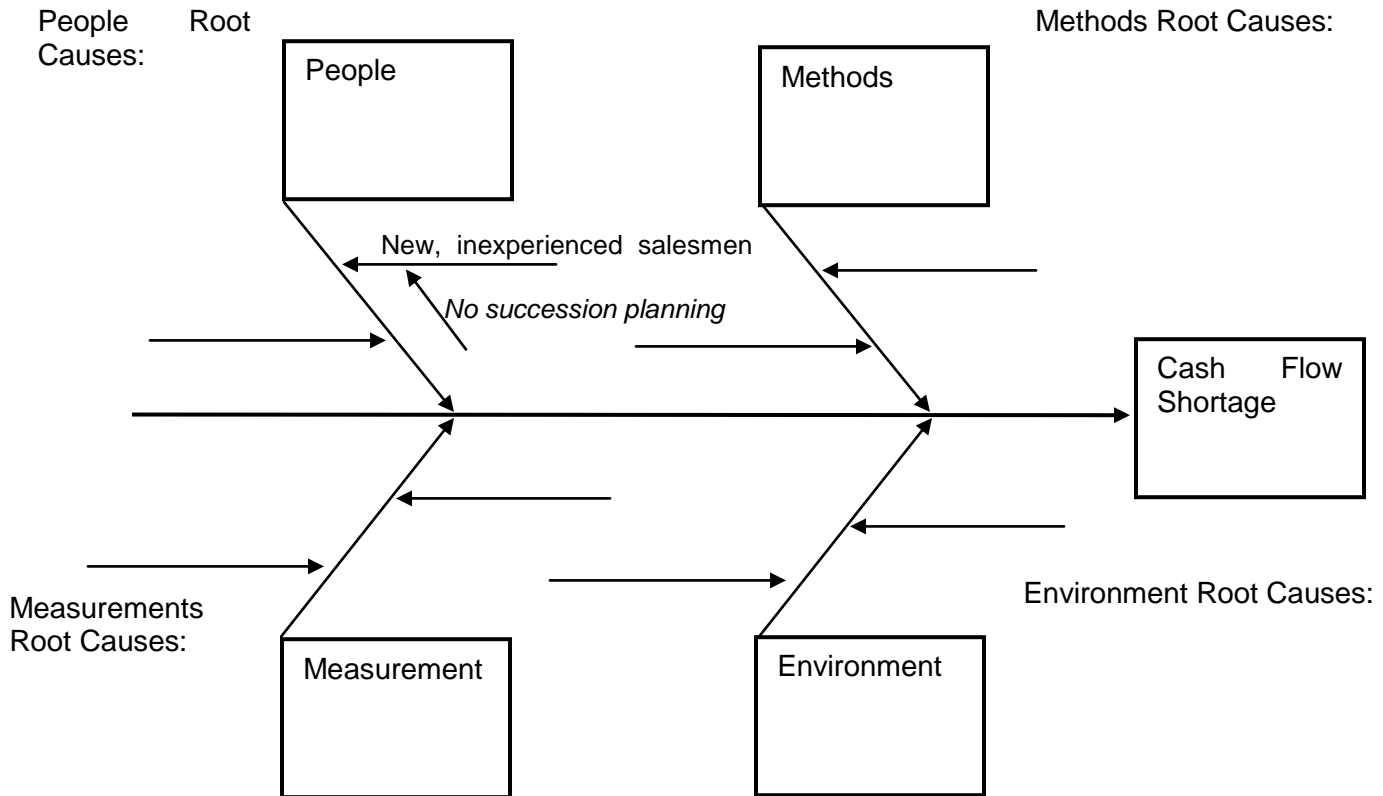 People Root
Causes:
Methods Root Causes:
People
Methods
New, inexperienced salesmen
No succession planning
Cash Flow
Shortage
Measurements
Root Causes:
Environment Root Causes:
Measurement
Environment